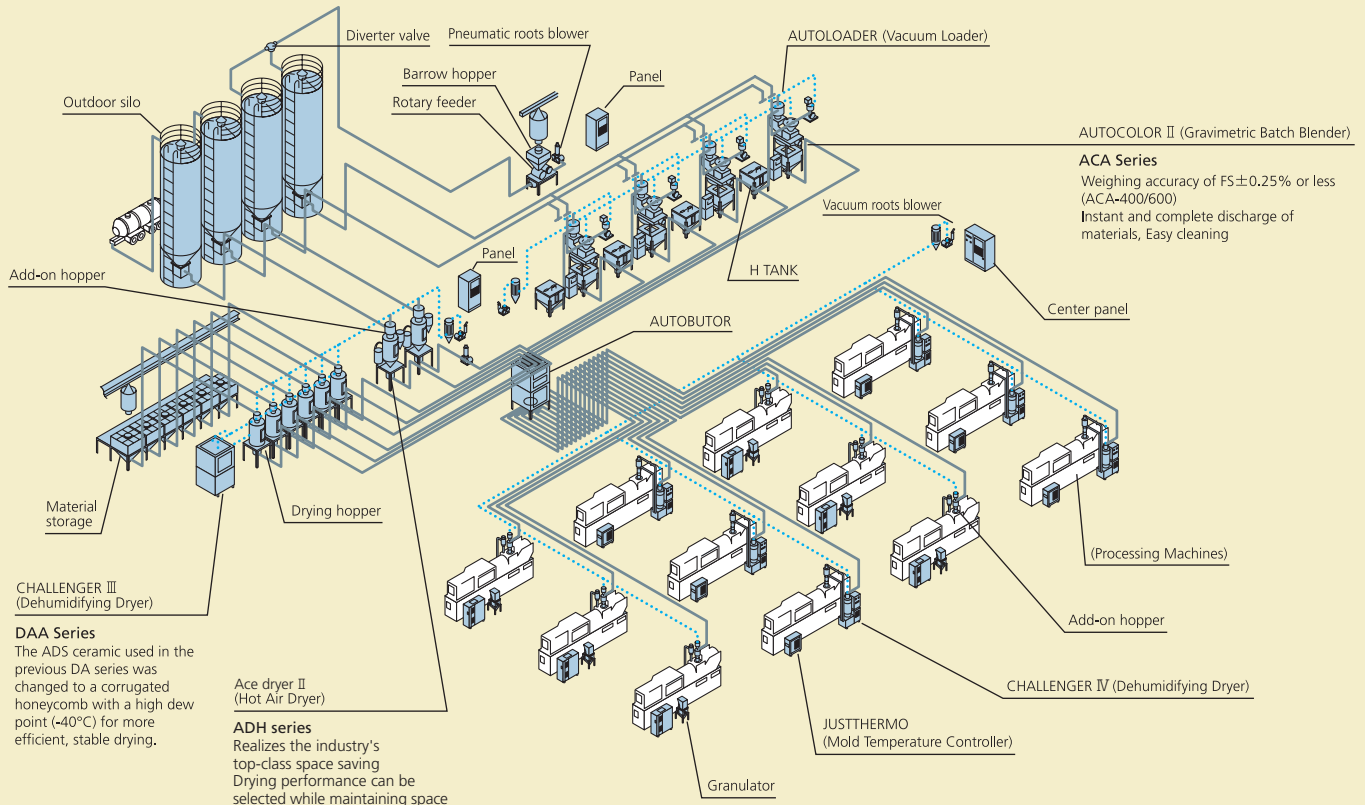 Diverter valve
Pneumatic roots blower
AUTOLOADER (Vacuum Loader)
Barrow hopper
Panel
Outdoor silo
Rotary feeder
AUTOCOLOR Ⅱ (Gravimetric Batch Blender)
ACA Series
Weighing accuracy of FS±0.25% or less
(ACA-400/600)
Instant and complete discharge of
materials, Easy cleaning
Vacuum roots blower
Panel
Add-on hopper
H TANK
Center panel
AUTOBUTOR
Material
storage
Drying hopper
(Processing Machines)
CHALLENGER Ⅲ
(Dehumidifying Dryer)
DAA Series
The ADS ceramic used in the
previous DA series was
changed to a corrugated
honeycomb with a high dew
point (-40°C) for more
efficient, stable drying.
Add-on hopper
Ace dryer Ⅱ
(Hot Air Dryer)
ADH series
Realizes the industry's
top-class space saving
Drying performance can be
selected while maintaining space
CHALLENGER Ⅳ (Dehumidifying Dryer)
JUSTTHERMO
(Mold Temperature Controller)
Granulator